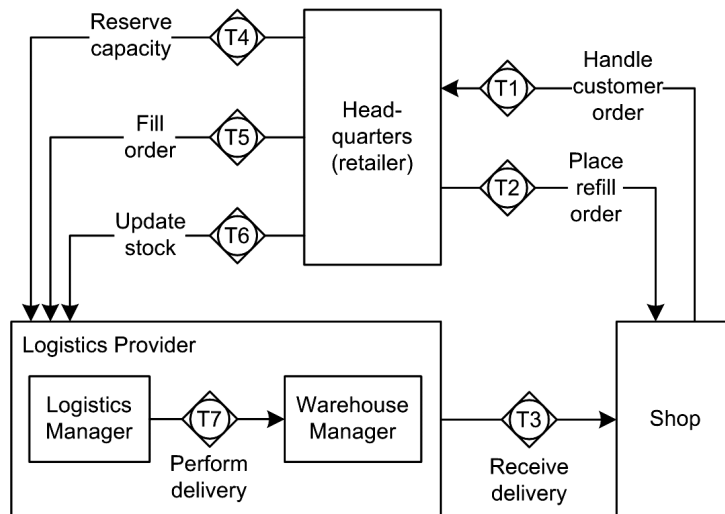 Reserve
capacity
T4
Head-
quarters
(retailer)
T1
Handle
customer
order
Fill
order
T5
T2
Place
refill
order
Update
stock
T6
Logistics Provider
Logistics
Manager
T7
Perform
delivery
Warehouse
Manager
T3
Receive
delivery
Shop